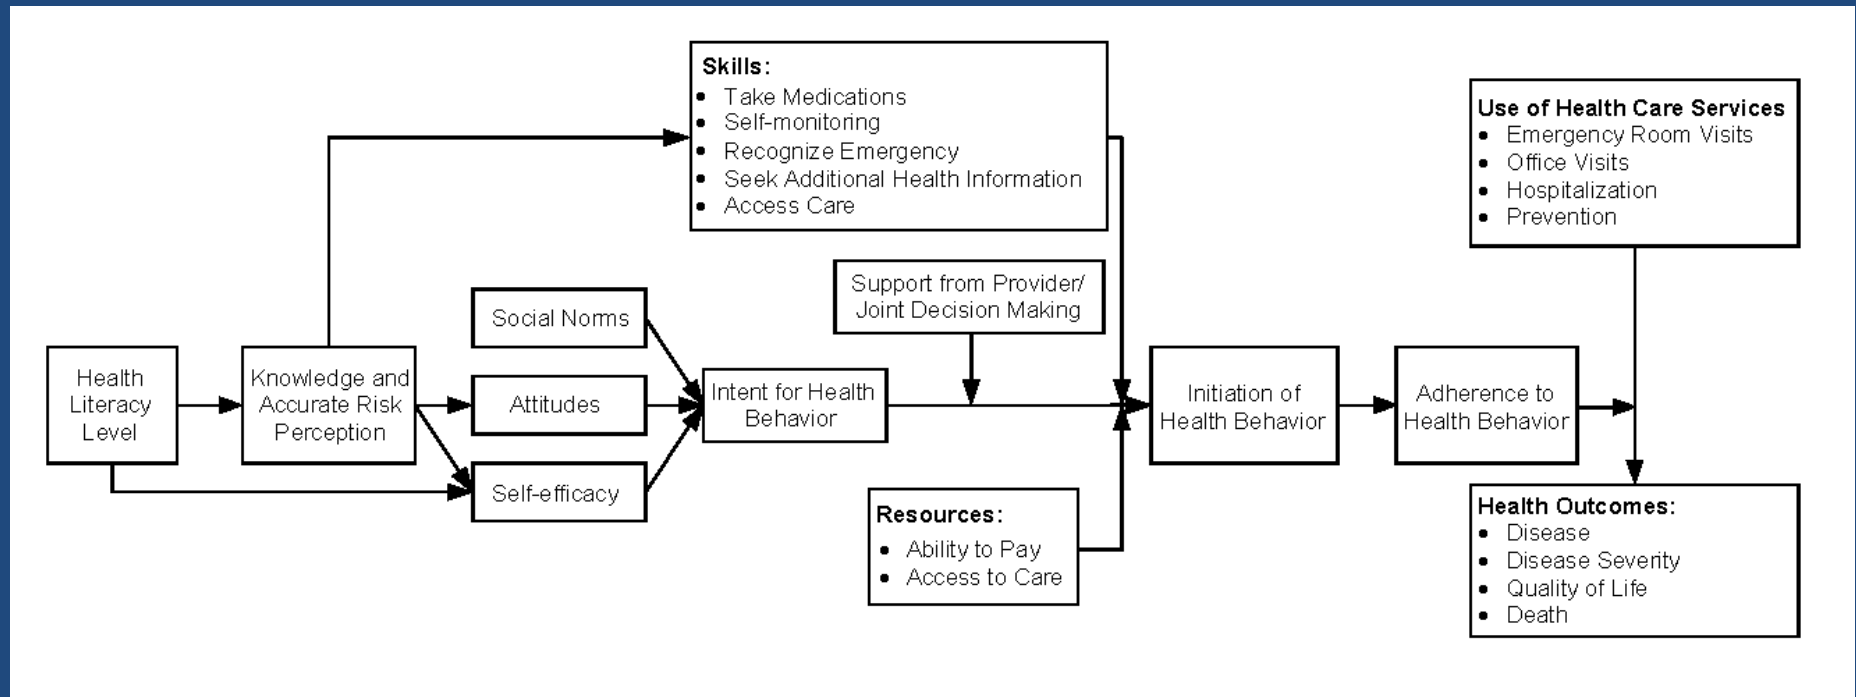 Skills:
• Take Medications
• Self-monitoring
• Recognize Emergency
• Seek Additional Health Information
• Access Care
Use of Health Care Services
• Emergency Room Visits
• Office Visits
• Hospitalization
• Prevention
Support from Provider/
Joint Decision Making
Social Norms
Health
Literacy
Level
Knowledge and
Accurate Risk
Perception
Attitudes
Self-efficacy
Intent for Health
Behavior
Initiation of
Health Behavior
Adherence to
Health Behavior
Resources:
• Ability to Pay
• Access to Care
Health Outcomes:
• Disease
• Disease Severity
• Quality of Life
• Death